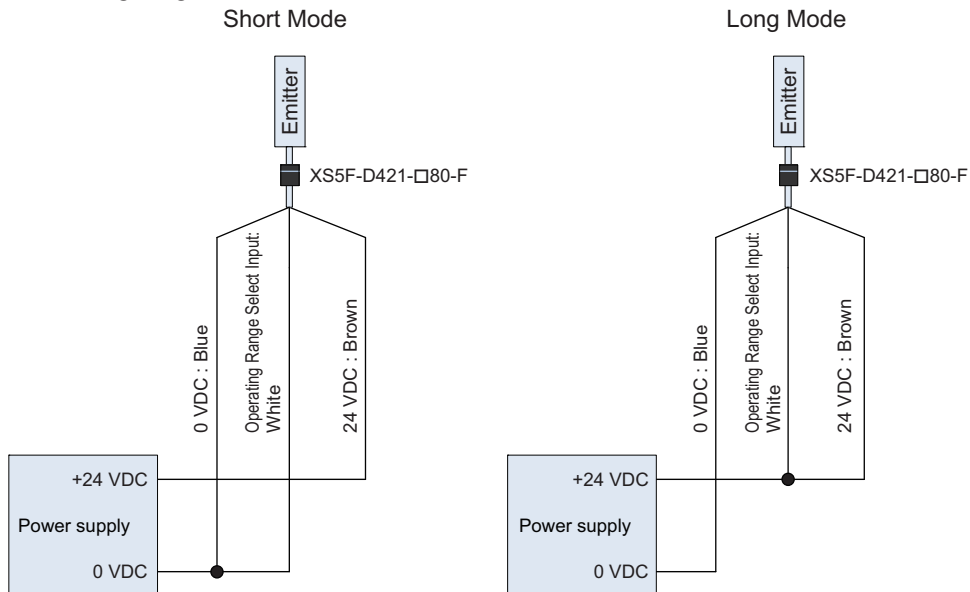 Short Mode
Emitter
XS5F-D421-□80-F
0 VDC : Blue
Operating Range Select Input:
White
24 VDC : Brown
+24 VDC
Power supply
0 VDC
Long Mode
Emitter
XS5F-D421-□80-F
0 VDC : Blue
Operating Range Select Input:
White
24 VDC : Brown
+24 VDC
Power supply
0 VDC